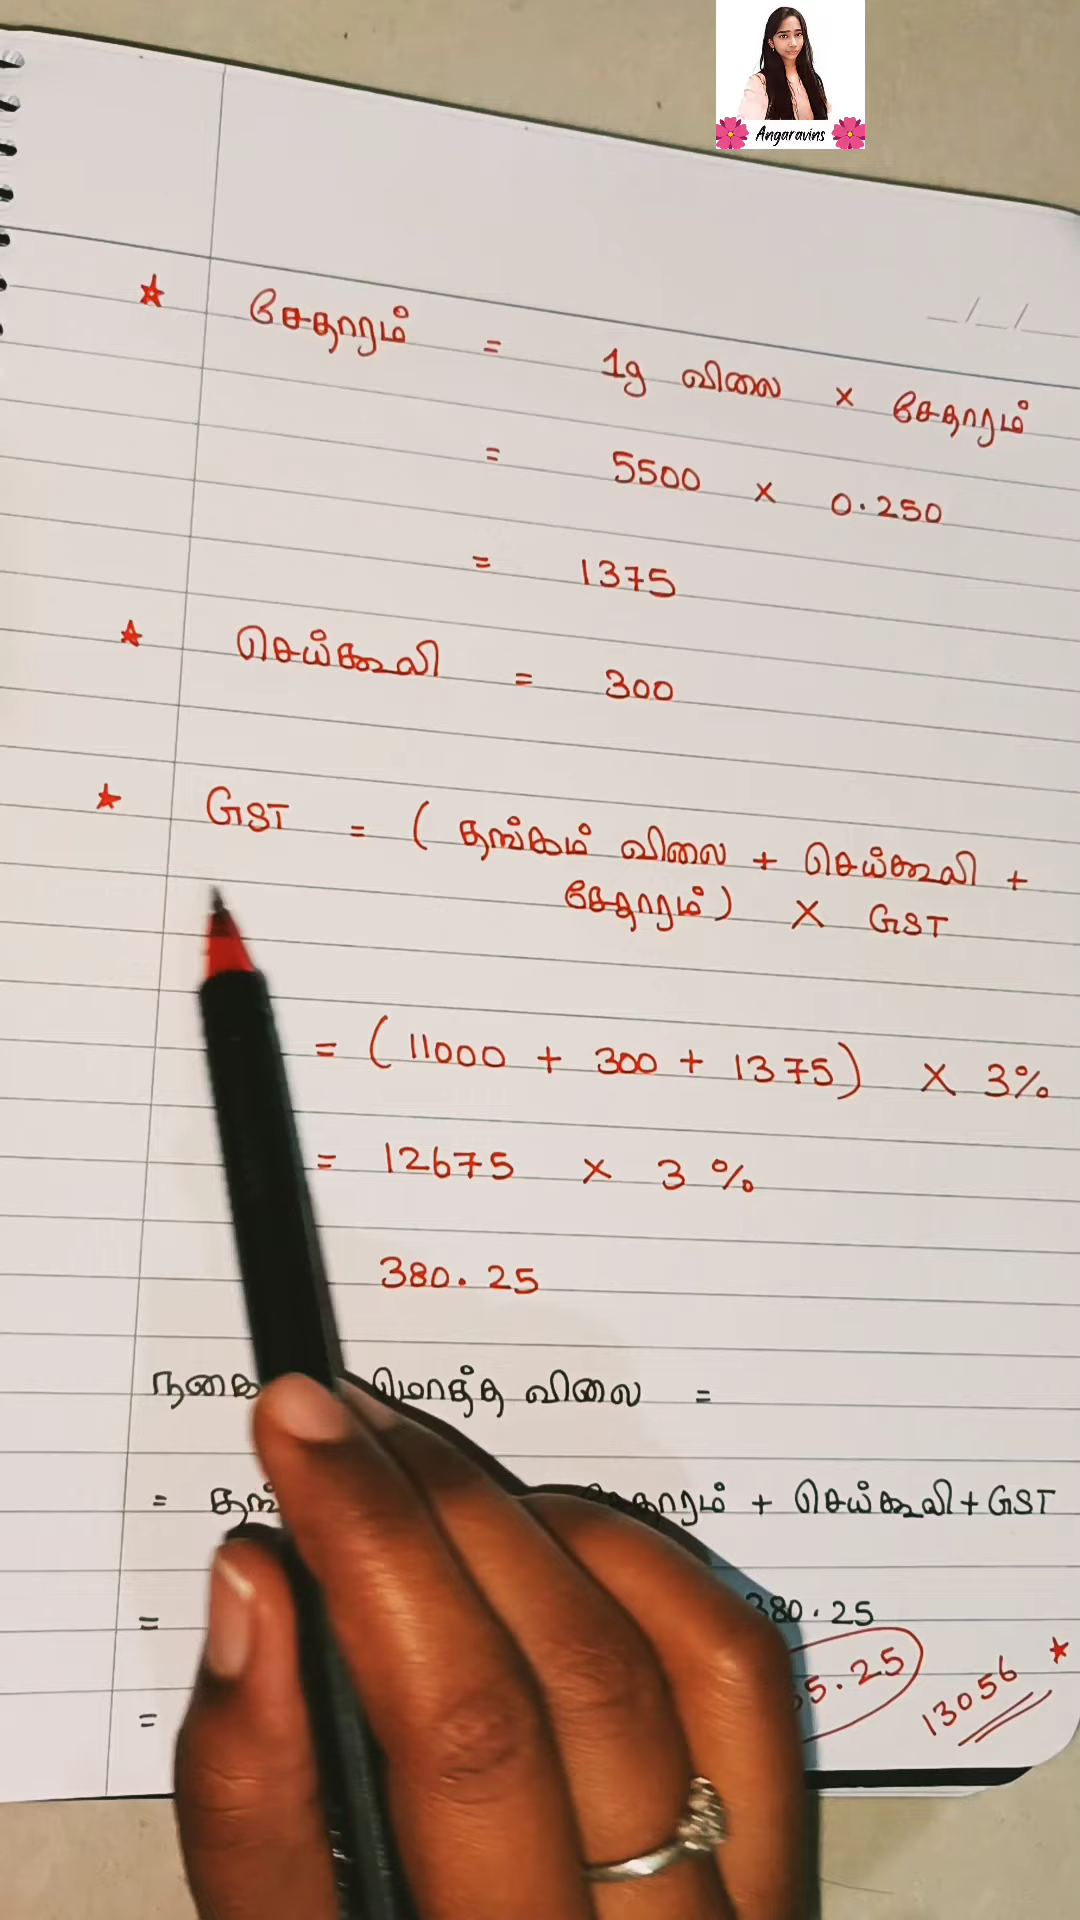 Angaravins
★ சேதாரம் = 1g விலை × சேதாரம்
= 5500 × 0.250
= 1375
★ செய்கூலி = 300
★ GST = ( தங்கம் விலை + செய்கூலி +
சேதாரம் ) × GST
= ( 11000 + 300 + 1375 ) × 3%
= 12675 × 3 %
380.25
மொத்த விலை =
= + செய்கூலி + GST
= 380.25
= 13056 ★